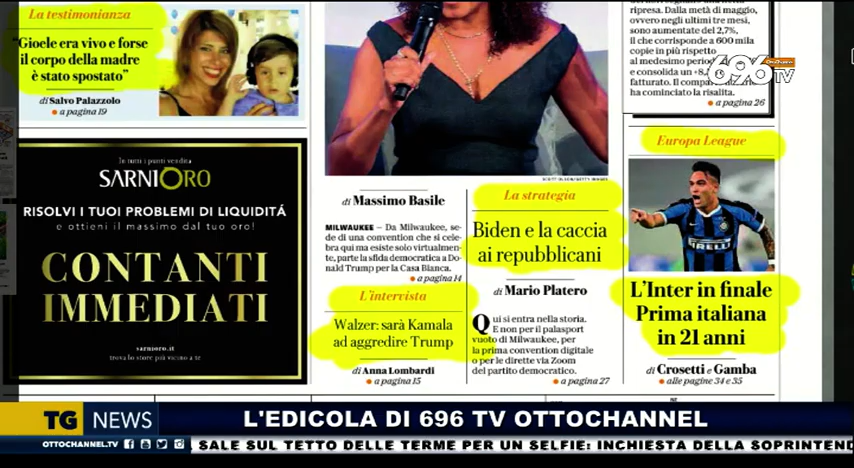 La testimonianza
“Gioele era vivo e forse
il corpo della madre
è stato spostato”
di Salvo Palazzolo
a pagina 19
In tutti i punti vendita
SARNIORO
RISOLVI I TUOI PROBLEMI DI LIQUIDITÁ
e ottieni il massimo dal tuo oro!
CONTANTI
IMMEDIATI
sarnioro.it
trova lo store più vicino a te
di Massimo Basile
MILWAUKEE – Da Milwaukee, se-
de di una convention che si cele-
bra qui ma esiste solo virtualmen-
te, parte la sfida democratica a Do-
nald Trump per la Casa Bianca.
a pagina 14
L'intervista
Walzer: sarà Kamala
ad aggredire Trump
di Anna Lombardi
a pagina 15
La strategia
Biden e la caccia
ai repubblicani
di Mario Platero
Qui si entra nella storia.
E non per il palasport
vuoto di Milwaukee, per
la prima convention digitale
o per le dirette via Zoom
del partito democratico.
a pagina 27
ripresa. Dalla metà di maggio,
ovvero negli ultimi tre mesi,
sono aumentate del 2,7%,
il che corrisponde a 600 mila
copie in più rispetto
al medesimo period
e consolida un +8,
fatturato. Il compa
ha cominciato la risalita.
a pagina 26
696 TV
Europa League
PIRELLI
L'Inter in finale
Prima italiana
in 21 anni
di Crosetti e Gamba
alle pagine 34 e 35
TG NEWS
L'EDICOLA DI 696 TV OTTOCHANNEL
OTTOCHANNEL.TV
SALE SUL TETTO DELLE TERME PER UN SELFIE: INCHIESTA DELLA SOPRINTEND